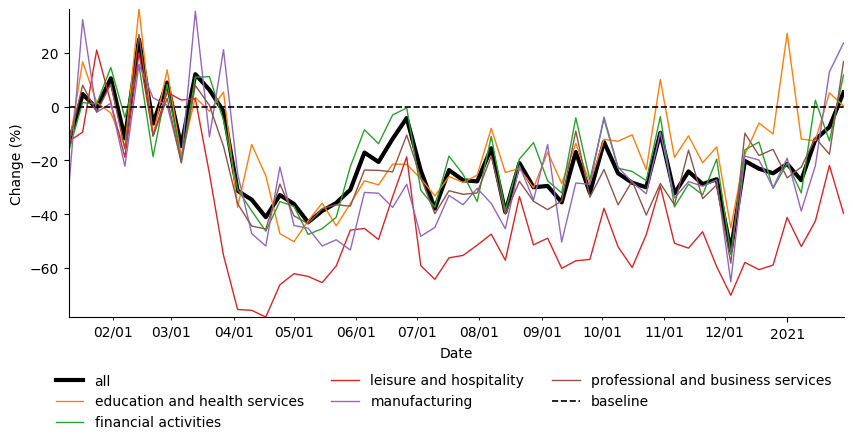 Change (%)
20
0
−20
−40
−60
02/01 03/01 04/01 05/01 06/01 07/01 08/01 09/01 10/01 11/01 12/01 2021
Date
all
education and health services
financial activities
leisure and hospitality
manufacturing
professional and business services
baseline